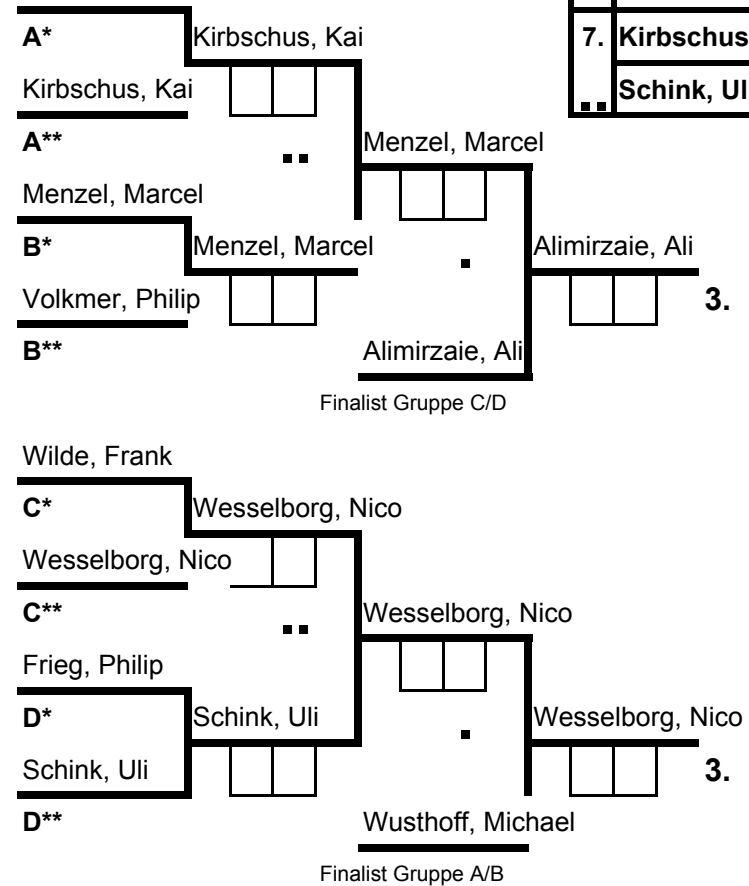 A*
Kirbschus, Kai
7. Kirbschus
Kirbschus, Kai
Schink, Ul
A**
Menzel, Marcel
Menzel, Marcel
B*
Menzel, Marcel
Alimirzaie, Ali
Volkmer, Philip
3.
B**
Alimirzaie, Ali
Finalist Gruppe C/D
Wilde, Frank
C*
Wesselborg, Nico
Wesselborg, Nico
C**
Wesselborg, Nico
Frieg, Philip
D*
Schink, Uli
Wesselborg, Nico
Schink, Uli
3.
D**
Wusthoff, Michael
Finalist Gruppe A/B